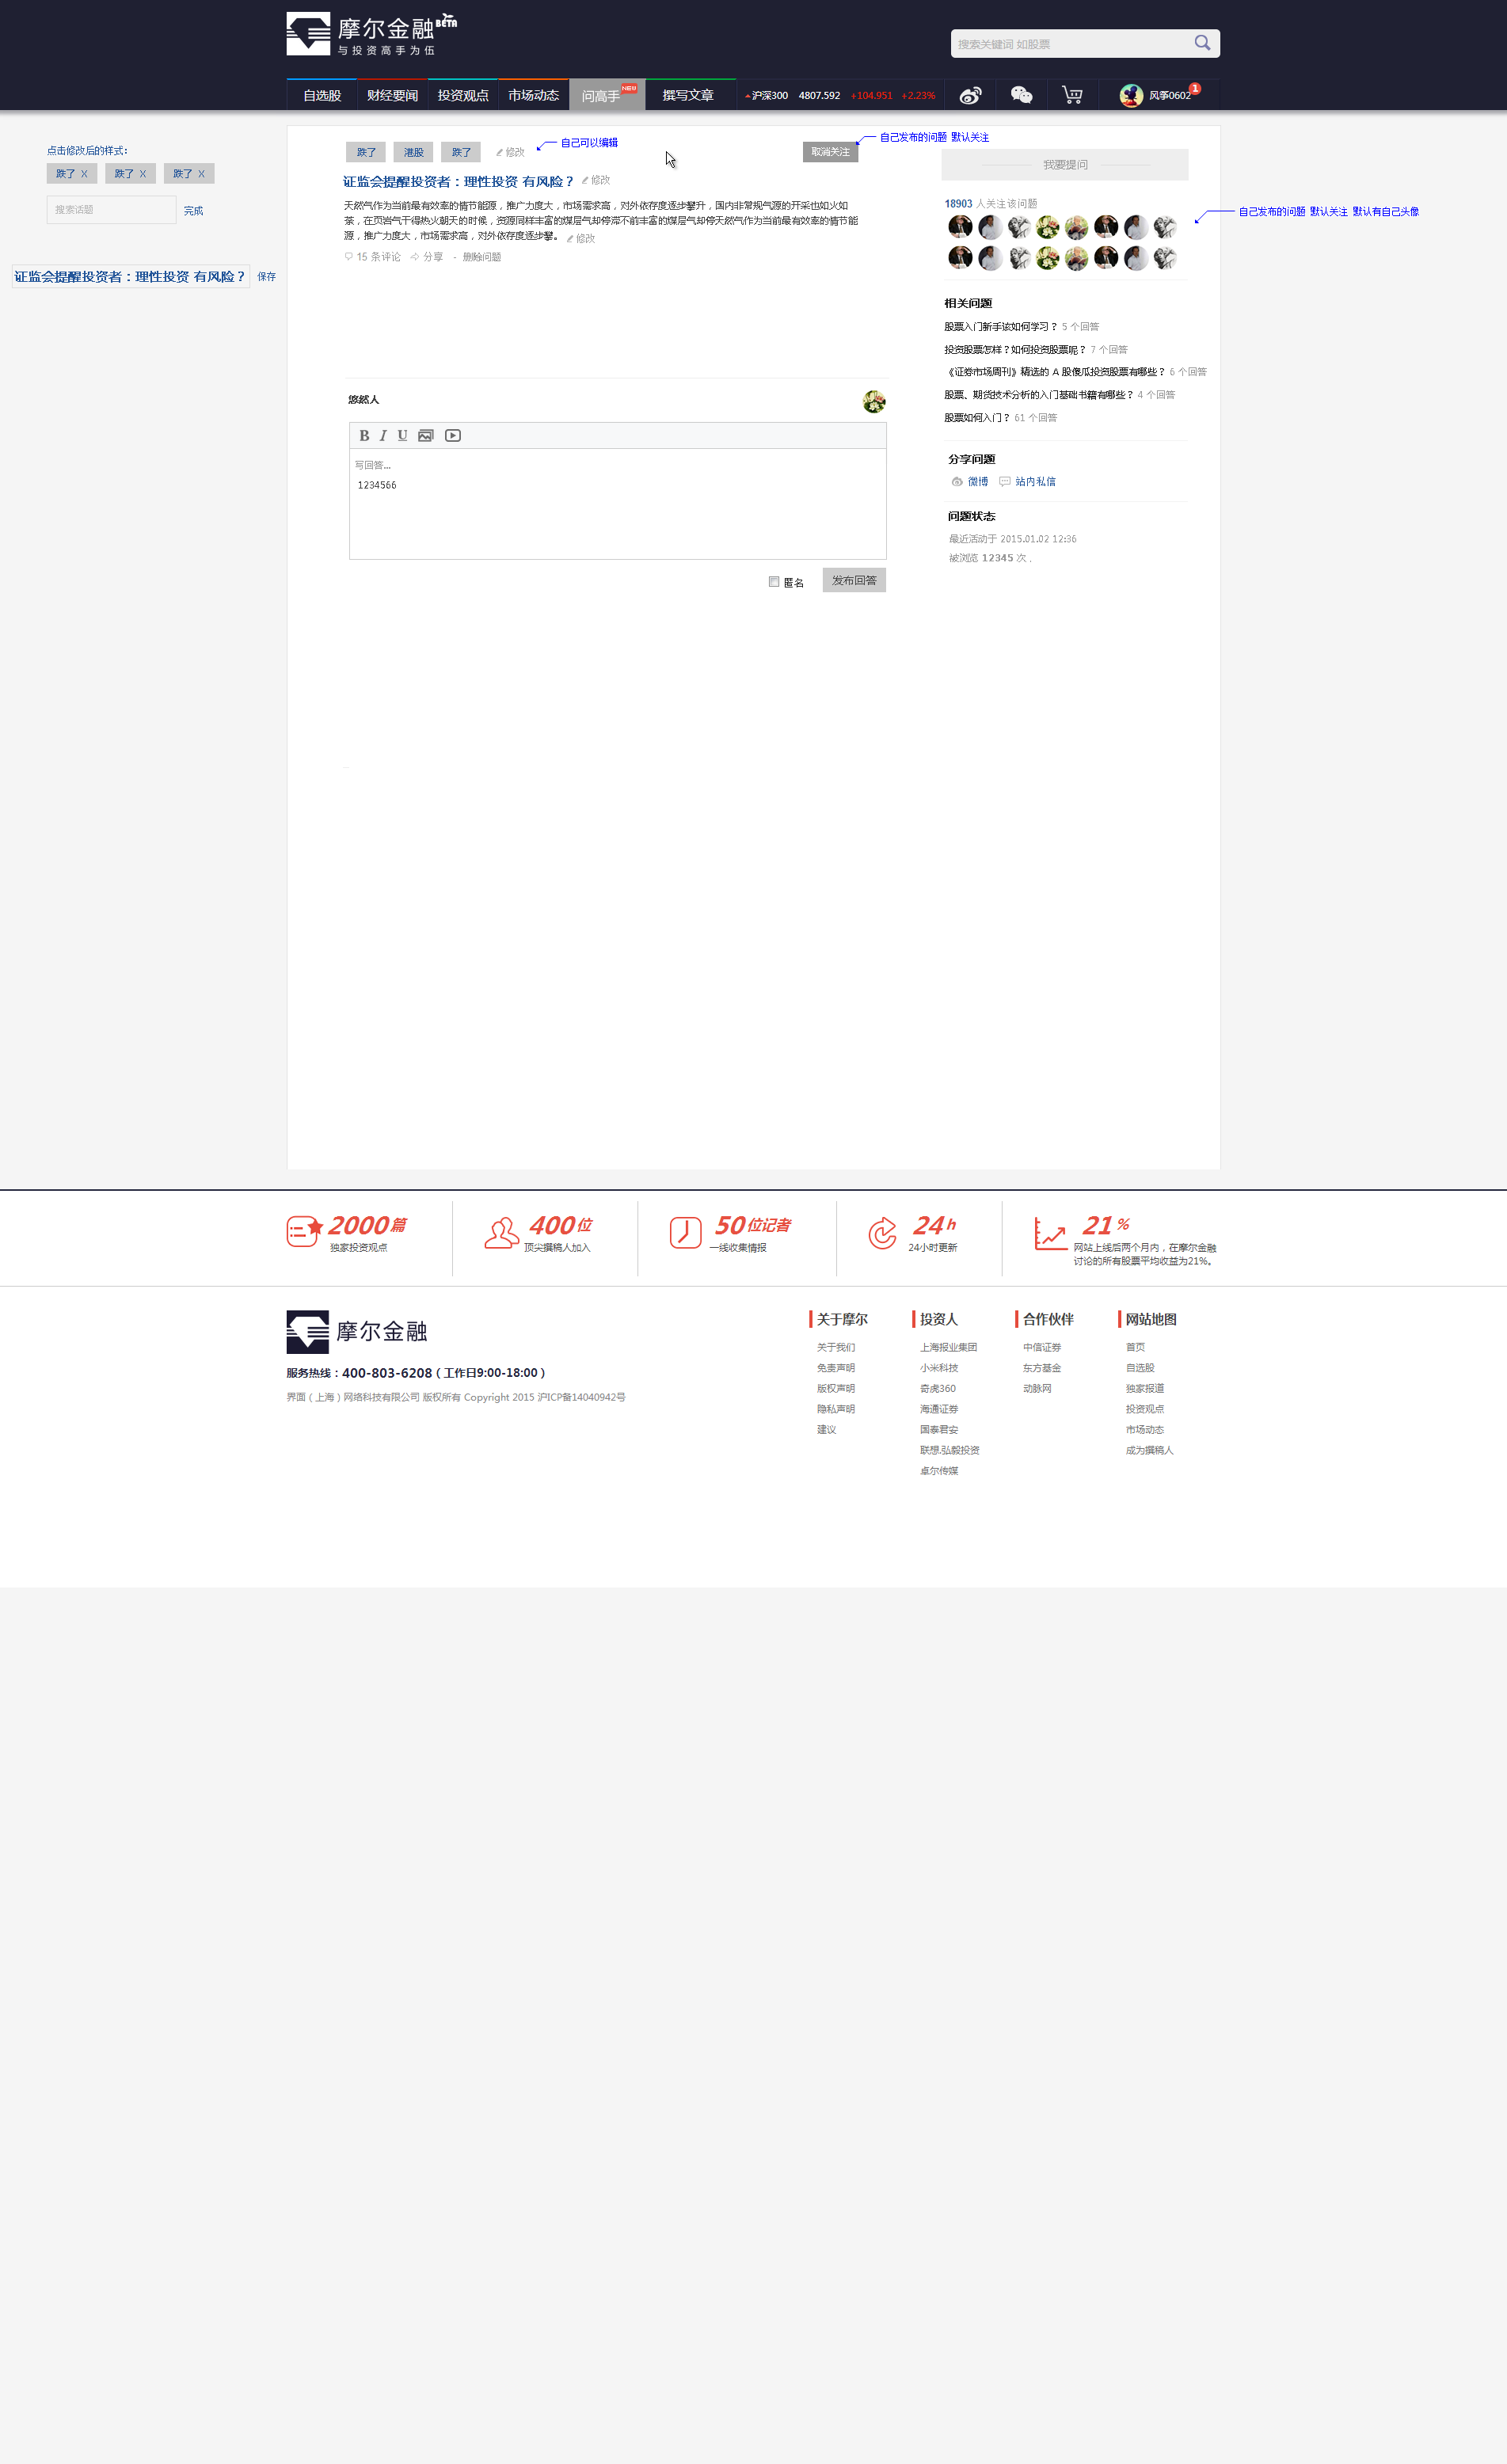 摩尔金融BETA
与投资高手为伍
搜索关键词 如股票
自选股 财经要闻 投资观点 市场动态 问高手 NEW 撰写文章 沪深300 4807.592 +104.951 +2.23% 风筝0602 1
点击修改后的样式：
跌了 X 跌了 X 跌了 X
搜索话题 完成
证监会提醒投资者：理性投资 有风险？ 保存
跌了 港股 跌了 修改 自己可以编辑
取消关注 自己发布的问题 默认关注
证监会提醒投资者：理性投资 有风险？ 修改
天然气作为当前最有效率的情节能源，推广力度大，市场需求高，对外依存度逐步攀升，国内非常规气源的开采也如火如
荼，在页岩气干得热火朝天的时候，资源同样丰富的煤层气却停滞不前丰富的煤层气却停天然气作为当前最有效率的情节能
源，推广力度大，市场需求高，对外依存度逐步攀。 修改
15 条评论 分享 - 删除问题
悠然人
B I U
写回答...
1234566
匿名 发布回答
我要提问
18903 人关注该问题
自己发布的问题 默认关注 默认有自己头像
相关问题
股票入门新手该如何学习？ 5 个回答
投资股票怎样？如何投资股票呢？ 7 个回答
《证券市场周刊》精选的 A 股傻瓜投资股票有哪些？ 6 个回答
股票、期货技术分析的入门基础书籍有哪些？ 4 个回答
股票如何入门？ 61 个回答
分享问题
微博 站内私信
问题状态
最近活动于 2015.01.02 12:36
被浏览 12345 次 .
2000篇
独家投资观点
400位
顶尖撰稿人加入
50位记者
一线收集情报
24h
24小时更新
21%
网站上线后两个月内，在摩尔金融
讨论的所有股票平均收益为21%。
摩尔金融
服务热线：400-803-6208（工作日9:00-18:00）
界面（上海）网络科技有限公司 版权所有 Copyright 2015 沪ICP备14040942号
关于摩尔
关于我们
免责声明
版权声明
隐私声明
建议
投资人
上海报业集团
小米科技
奇虎360
海通证券
国泰君安
联想.弘毅投资
卓尔传媒
合作伙伴
中信证券
东方基金
动脉网
网站地图
首页
自选股
独家报道
投资观点
市场动态
成为撰稿人